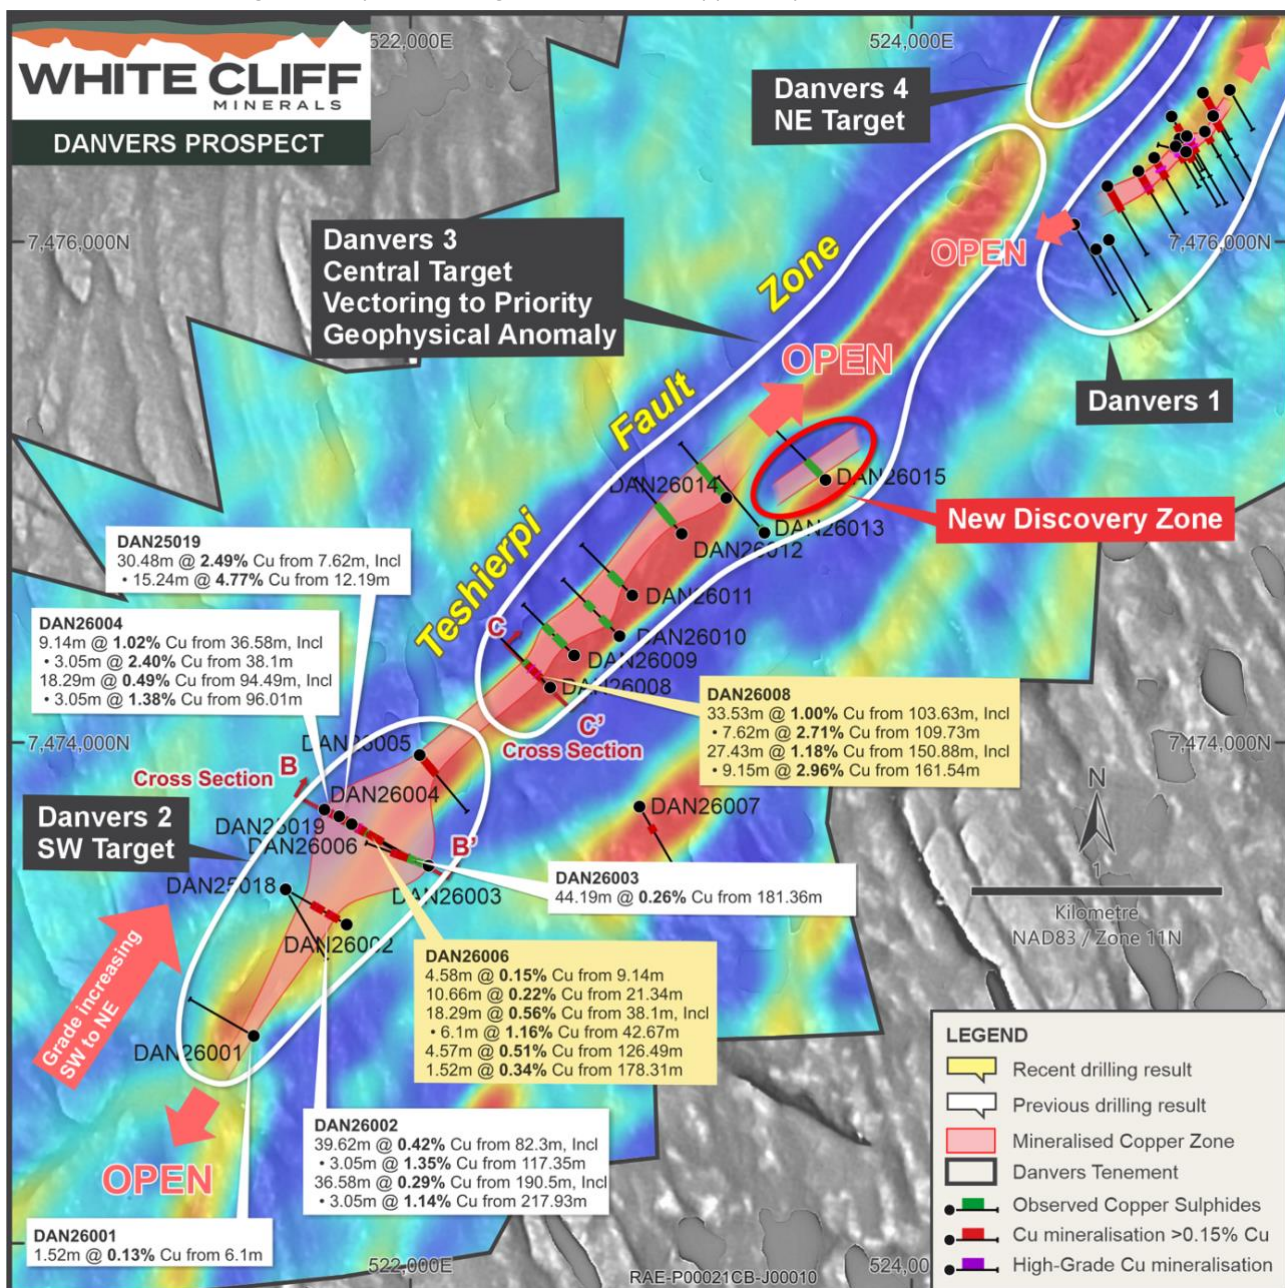 WHITE CLIFF
MINERALS
DANVERS PROSPECT
522,000E
524,000E
Danvers 4
NE Target
7,476,000N
7,476,000N
Danvers 3
Central Target
Vectoring to Priority
Geophysical Anomaly
OPEN
Danvers 1
Teshierpi Fault Zone
OPEN
DAN26014
DAN26015
DAN26013
DAN26012
New Discovery Zone
DAN26011
DAN26010
DAN26009
DAN26008
C
C'
Cross Section
DAN25019
30.48m @ 2.49% Cu from 7.62m, Incl
• 15.24m @ 4.77% Cu from 12.19m
DAN26004
9.14m @ 1.02% Cu from 36.58m, Incl
• 3.05m @ 2.40% Cu from 38.1m
18.29m @ 0.49% Cu from 94.49m, Incl
• 3.05m @ 1.38% Cu from 96.01m
DAN26008
33.53m @ 1.00% Cu from 103.63m, Incl
• 7.62m @ 2.71% Cu from 109.73m
27.43m @ 1.18% Cu from 150.88m, Incl
• 9.15m @ 2.96% Cu from 161.54m
7,474,000N
7,474,000N
DAN26005
Cross Section B
DAN26004
DAN25019
DAN26006
B'
DAN26007
Danvers 2
SW Target
DAN25018
DAN26003
DAN26002
DAN26003
44.19m @ 0.26% Cu from 181.36m
N
1
Kilometre
NAD83 / Zone 11N
DAN26006
4.58m @ 0.15% Cu from 9.14m
10.66m @ 0.22% Cu from 21.34m
18.29m @ 0.56% Cu from 38.1m, Incl
• 6.1m @ 1.16% Cu from 42.67m
4.57m @ 0.51% Cu from 126.49m
1.52m @ 0.34% Cu from 178.31m
Grade increasing
SW to NE
DAN26001
OPEN
DAN26002
39.62m @ 0.42% Cu from 82.3m, Incl
• 3.05m @ 1.35% Cu from 117.35m
36.58m @ 0.29% Cu from 190.5m, Incl
• 3.05m @ 1.14% Cu from 217.93m
DAN26001
1.52m @ 0.13% Cu from 6.1m
LEGEND
Recent drilling result
Previous drilling result
Mineralised Copper Zone
Danvers Tenement
Observed Copper Sulphides
Cu mineralisation >0.15% Cu
High-Grade Cu mineralisation
522,000E
RAE-P00021CB-J00010
524,00